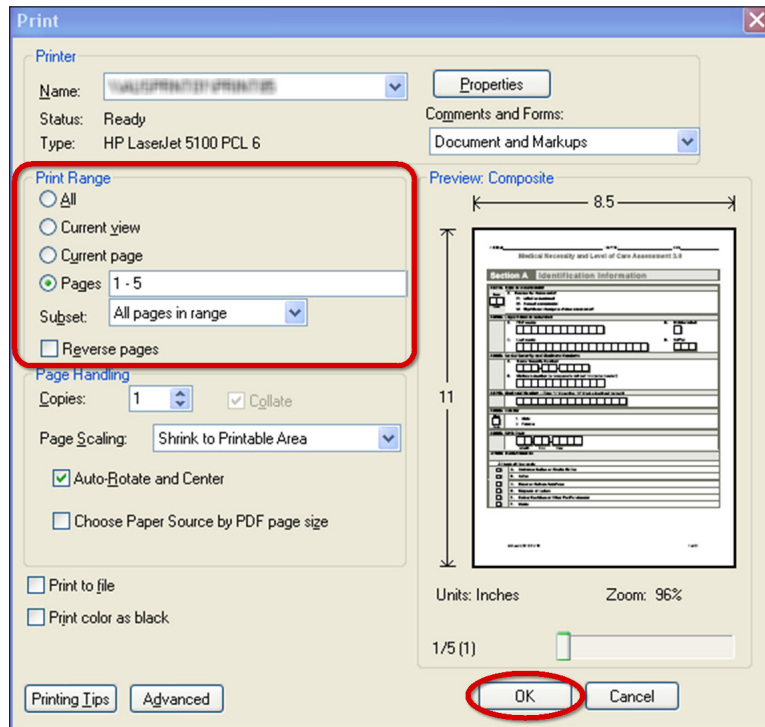 Print
Printer
Name:
Properties
Status: Ready
Comments and Forms:
Type: HP LaserJet 5100 PCL 6
Document and Markups
Print Range
All
Current view
Current page
Pages 1 - 5
Subset: All pages in range
Reverse pages
Preview: Composite
8.5
11
Medical Necessity and Level of Care Assessment 3.0
Section A Identification Information
Units: Inches Zoom: 96%
1/5 (1)
Page Handling
Copies: 1 Collate
Page Scaling: Shrink to Printable Area
Auto-Rotate and Center
Choose Paper Source by PDF page size
Print to file
Print color as black
Printing Tips Advanced
OK Cancel